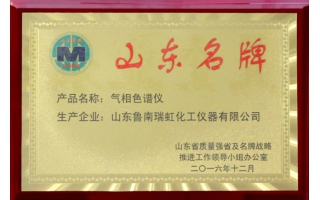 山东名牌
产品名称：气相色谱仪
生产企业：山东鲁南瑞虹化工仪器有限公司
山东省质量强省及名牌战略
推进工作领导小组办公室
二〇一六年十二月